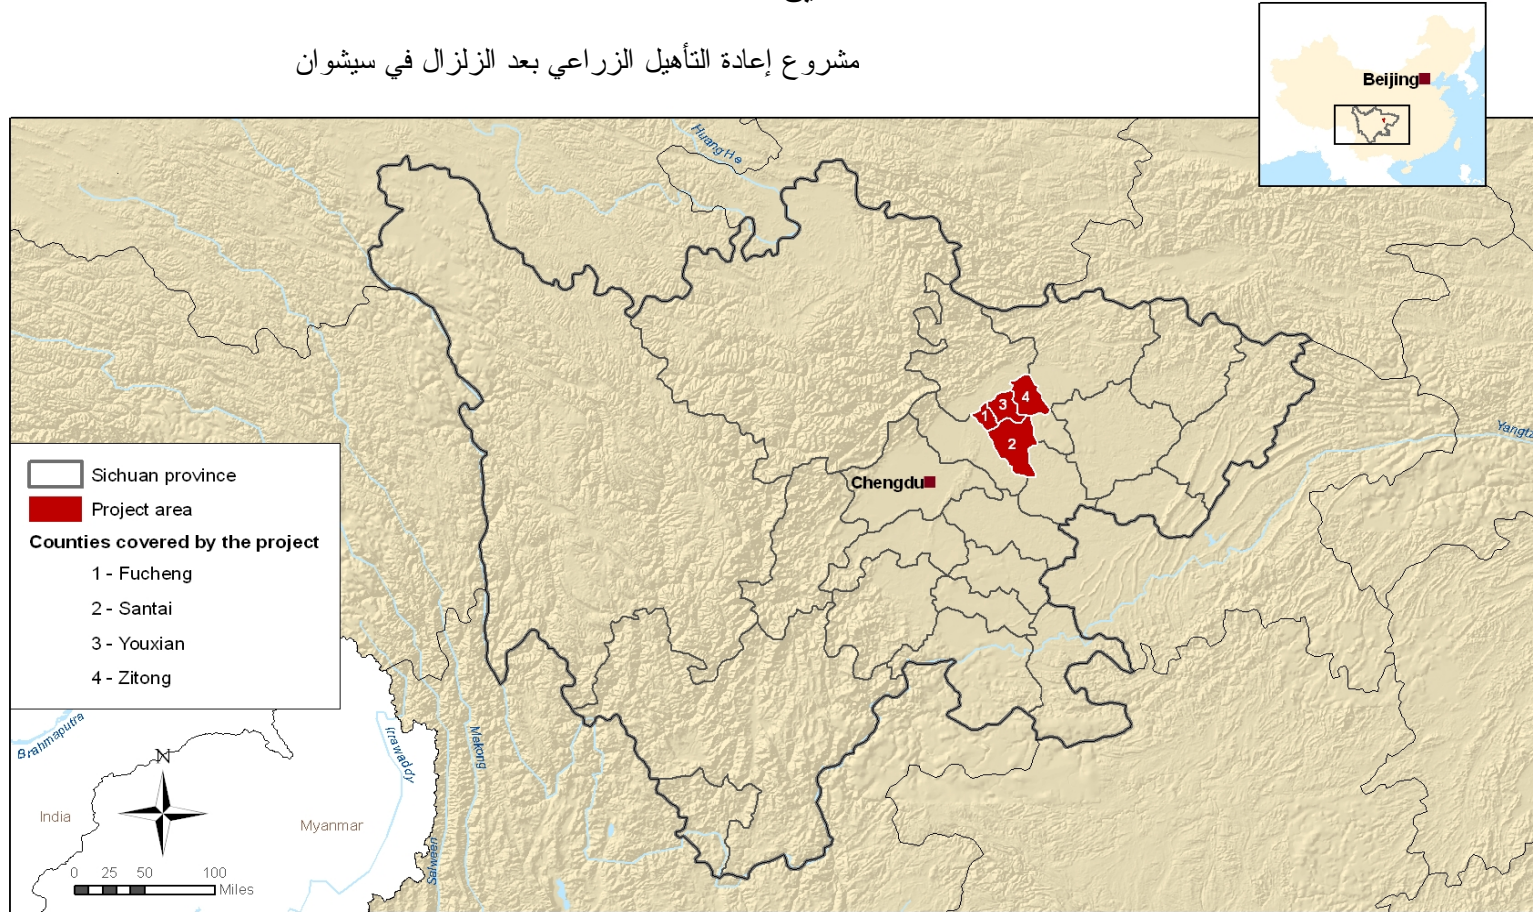 مشروع إعادة التأهيل الزراعي بعد الزلزال في سيشوان
Beijing
Huang He
Yangtz
4
3
1
2
Chengdu
Sichuan province
Project area
Counties covered by the project
1 - Fucheng
2 - Santai
3 - Youxian
4 - Zitong
Brahmaputra
Irrawaddy
Mekong
Salween
N
India
Myanmar
0 25 50 100
Miles